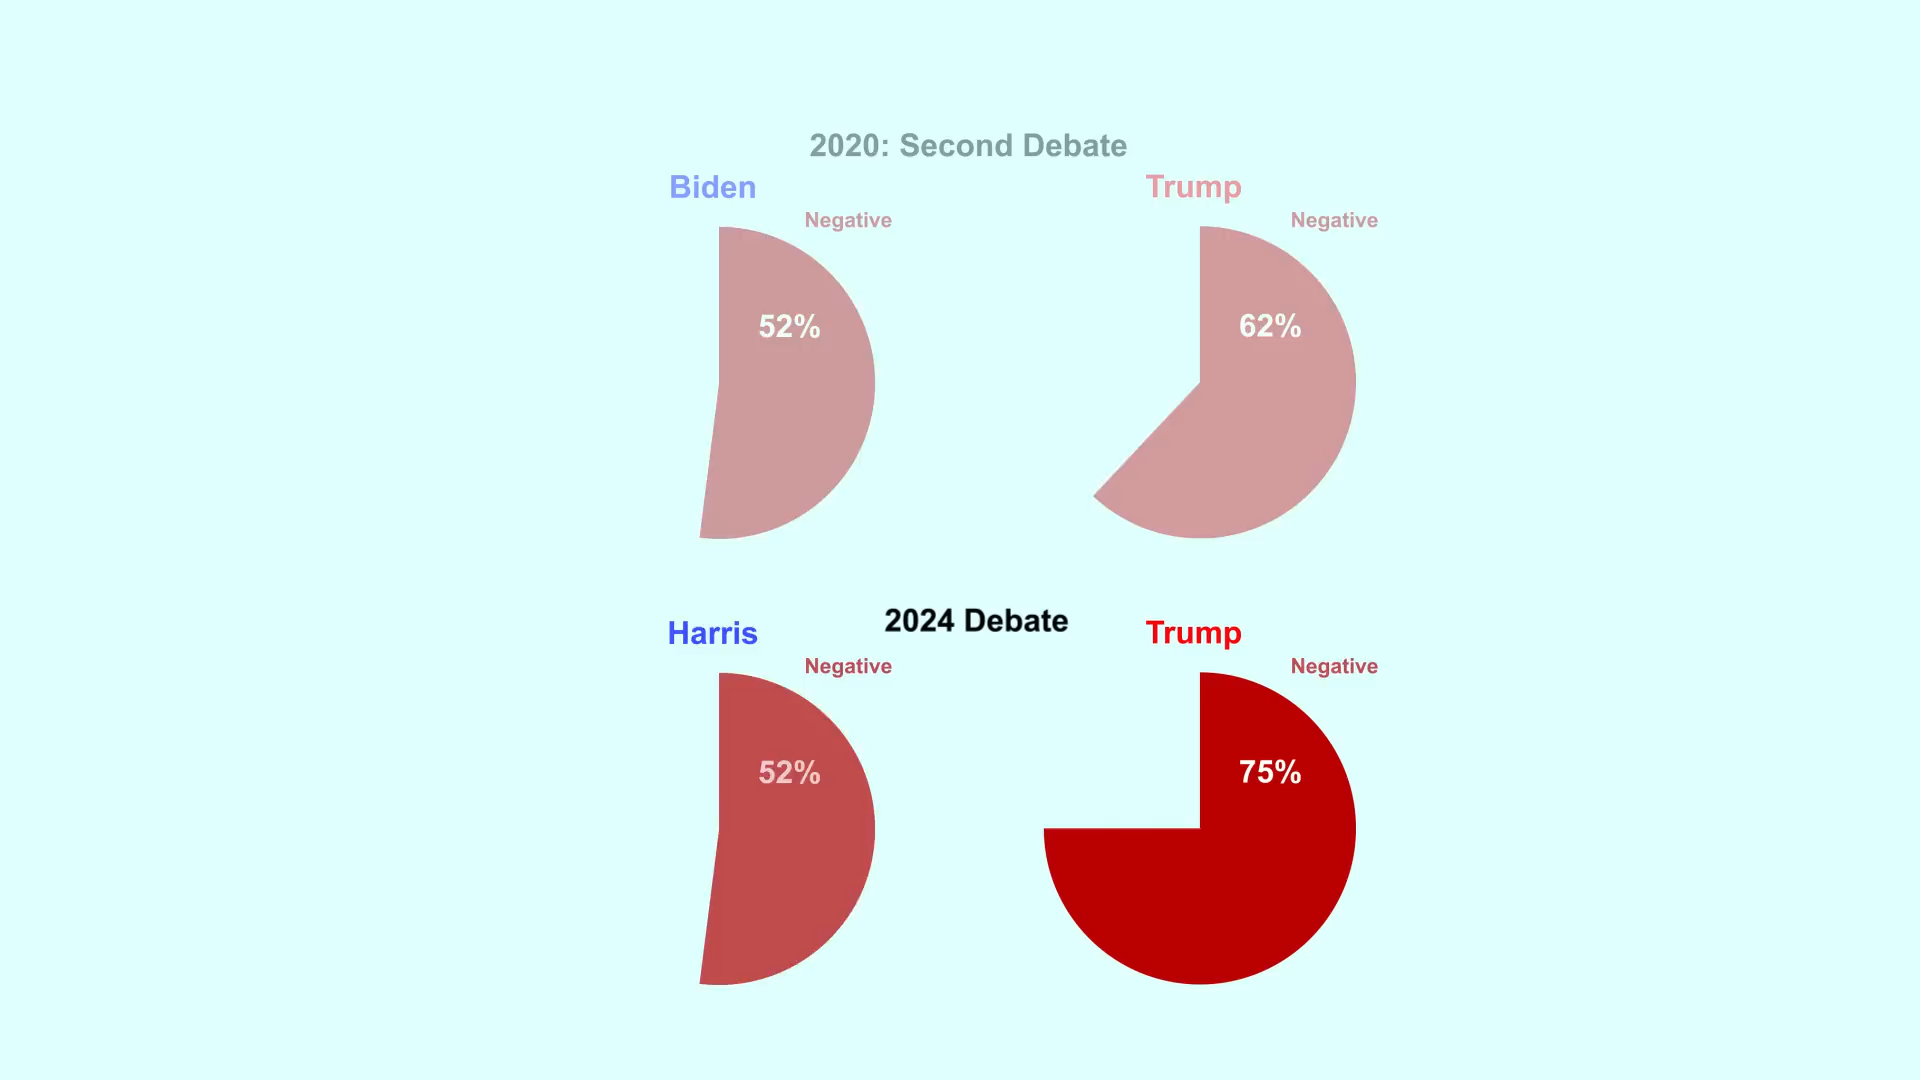 2020: Second Debate
Biden
Trump
Negative
Negative
52%
62%
2024 Debate
Harris
Trump
Negative
Negative
52%
75%